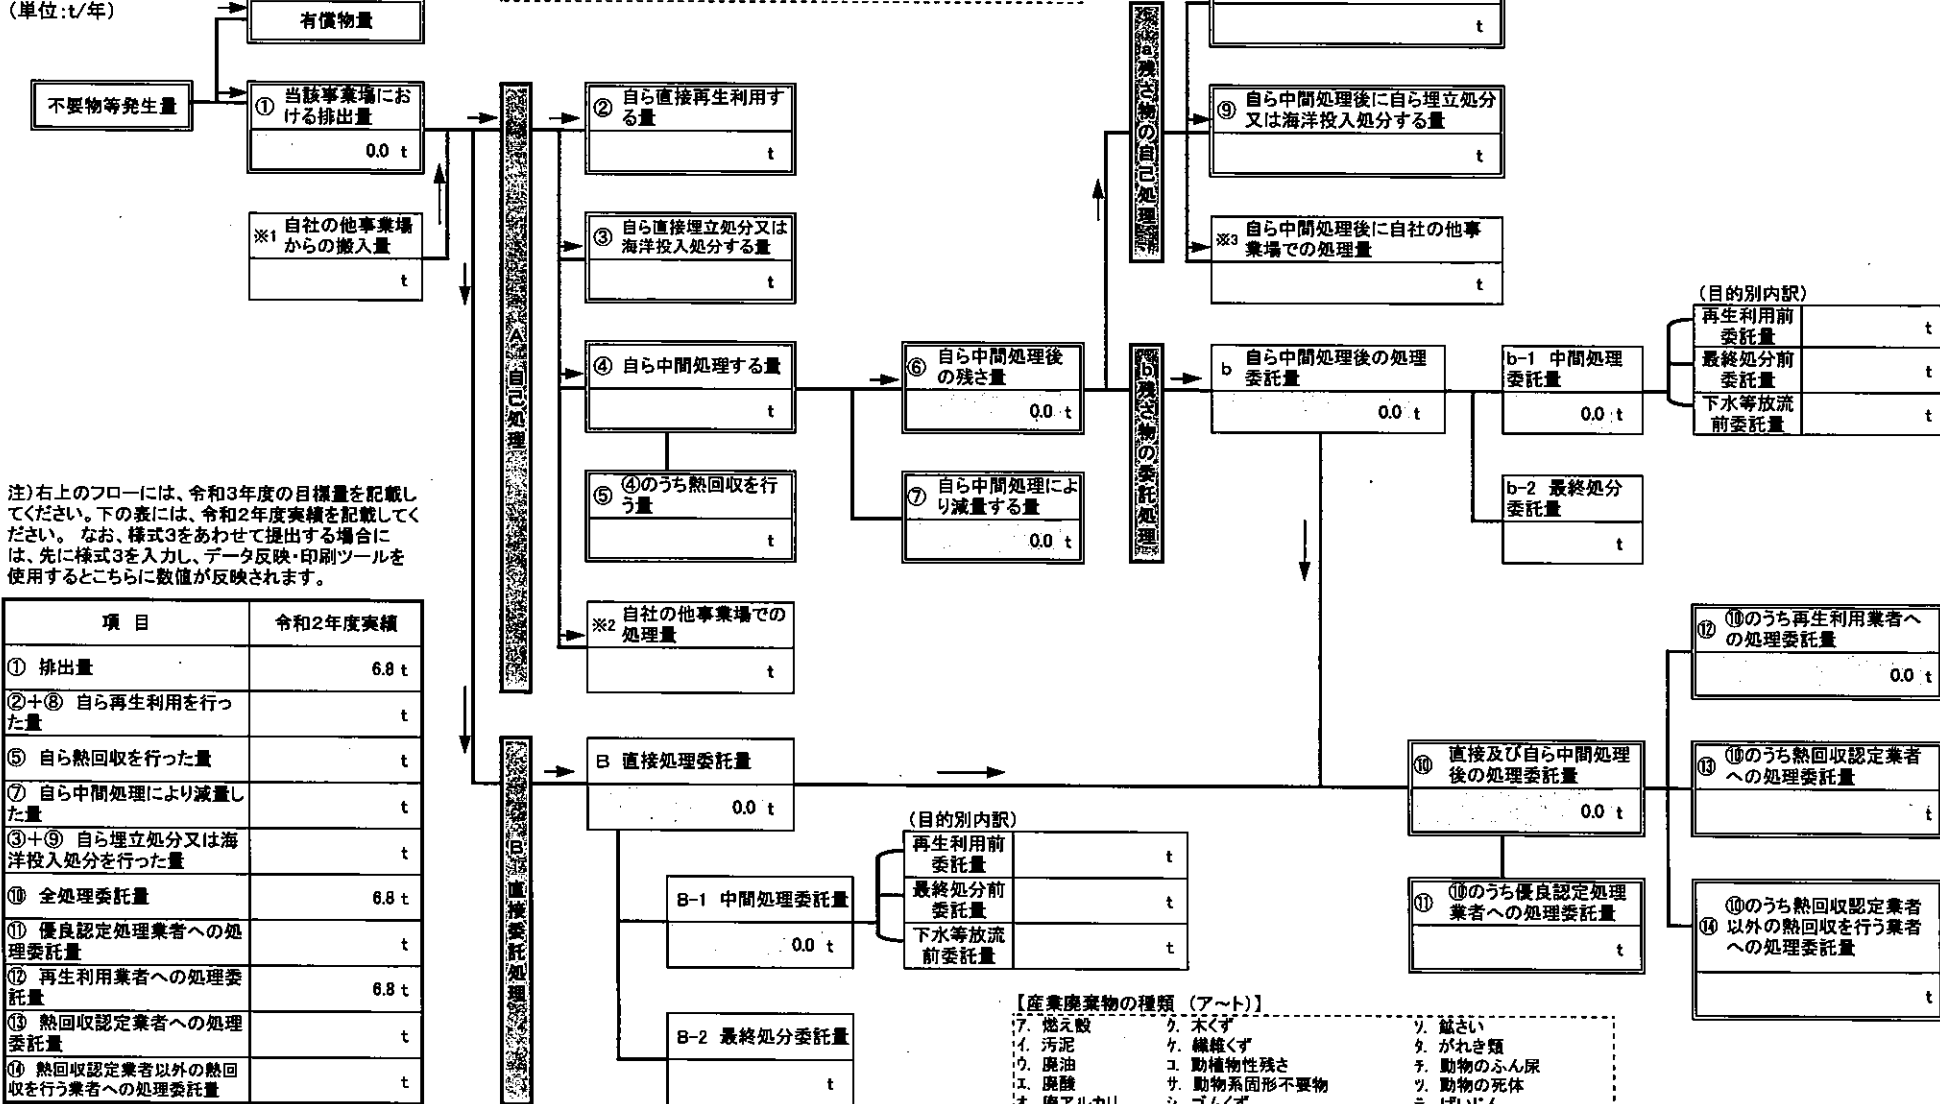 (単位:t/年)
有償物量
t
不要物等発生量
① 当該事業場にお
ける排出量
0.0 t
※1 自社の他事業場
からの搬入量
t
A 自己処理
② 自ら直接再生利用す
る量
t
③ 自ら直接埋立処分又は
海洋投入処分する量
t
④ 自ら中間処理する量
t
⑤ ④のうち熱回収を行
う量
t
※2 自社の他事業場での
処理量
t
⑥ 自ら中間処理後
の残さ量
0.0 t
⑦ 自ら中間処理によ
り減量する量
0.0 t
a 残さ物の自己処理
⑨ 自ら中間処理後に自ら埋立処分
又は海洋投入処分する量
t
※3 自ら中間処理後に自社の他事
業場での処理量
t
b 残さ物の委託処理
b 自ら中間処理後の処理
委託量
0.0 t
b-1 中間処理
委託量
0.0 t
b-2 最終処分
委託量
t
(目的別内訳)
再生利用前
委託量
t
最終処分前
委託量
t
下水等放流
前委託量
t
注)右上のフローには、令和3年度の目標量を記載し
てください。下の表には、令和2年度実績を記載してく
ださい。 なお、様式3をあわせて提出する場合に
は、先に様式3を入力し、データ反映・印刷ツールを
使用するとこちらに数値が反映されます。
項 目 令和2年度実績
① 排出量 6.8 t
②+⑧ 自ら再生利用を行っ
た量 t
⑤ 自ら熱回収を行った量 t
⑦ 自ら中間処理により減量し
た量 t
③+⑨ 自ら埋立処分又は海
洋投入処分を行った量 t
⑩ 全処理委託量 6.8 t
⑪ 優良認定処理業者への処
理委託量 t
⑫ 再生利用業者への処理委
託量 6.8 t
⑬ 熱回収認定業者への処理
委託量 t
⑭ 熱回収認定業者以外の熱回
収を行う業者への処理委託量 t
B 直接委託処理
B 直接処理委託量
0.0 t
B-1 中間処理委託量
0.0 t
B-2 最終処分委託量
t
(目的別内訳)
再生利用前
委託量
t
最終処分前
委託量
t
下水等放流
前委託量
t
⑩ 直接及び自ら中間処理
後の処理委託量
0.0 t
⑪ ⑩のうち優良認定処理
業者への処理委託量
t
⑫ ⑩のうち再生利用業者へ
の処理委託量
0.0 t
⑬ ⑩のうち熱回収認定業者
への処理委託量
t
⑭ ⑩のうち熱回収認定業者
以外の熱回収を行う業者
への処理委託量
t
【産業廃棄物の種類 (ア~ト)】
ア. 燃え殻 ク. 木くず ソ. 鉱さい
イ. 汚泥 ケ. 繊維くず タ. がれき類
ウ. 廃油 コ. 動植物性残さ チ. 動物のふん尿
エ. 廃酸 サ. 動物系固形不要物 ツ. 動物の死体
オ. 廃アルカリ シ. ゴムくず テ. ばいじん